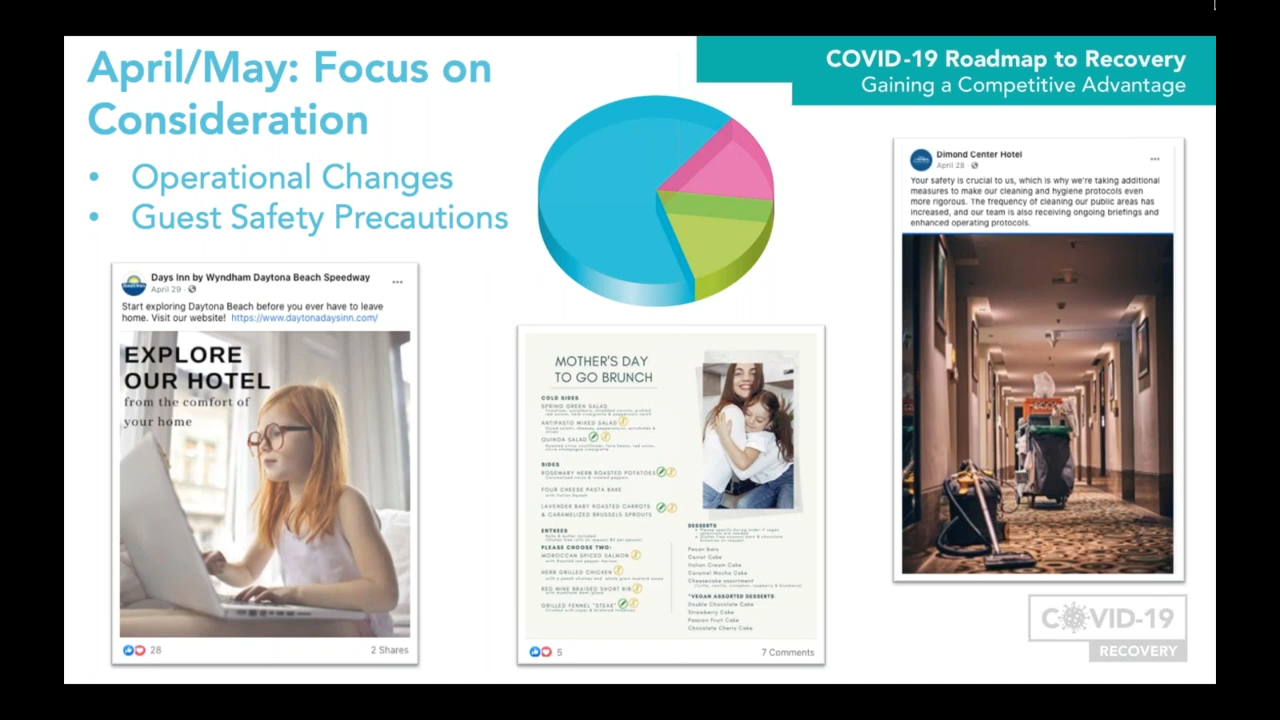 April/May: Focus on
Consideration
• Operational Changes
• Guest Safety Precautions
COVID-19 Roadmap to Recovery
Gaining a Competitive Advantage
Days Inn by Wyndham Daytona Beach Speedway
April 29
Start exploring Daytona Beach before you ever have to leave
home. Visit our website! https://www.daytonadaysinn.com/
EXPLORE
OUR HOTEL
from the comfort of
your home
28
2 Shares
MOTHER'S DAY
TO GO BRUNCH
COLD SIDES
SPRING GREEN SALAD
ANTIPASTO MIXED SALAD
QUINOA SALAD
SIDES
ROSEMARY HERB ROASTED POTATOES
FOUR CHEESE PASTA BAKE
LAVENDER BABY ROASTED CARROTS
& CARAMELIZED BRUSSELS SPROUTS
ENTREES
PLEASE CHOOSE TWO:
MOROCCAN SPICED SALMON
HERB GRILLED CHICKEN
RED WINE BRAISED SHORT RIB
GRILLED FENNEL "STEAK"
DESSERTS
Pecan bars
Carrot Cake
Italian Cream Cake
Caramel Mocha Cake
Cheesecake assortment
*VEGAN ASSORTED DESSERTS
Double Chocolate Cake
Strawberry Cake
Passion Fruit Cake
Chocolate Cherry Cake
5
7 Comments
Dimond Center Hotel
April 28
Your safety is crucial to us, which is why we're taking additional
measures to make our cleaning and hygiene protocols even
more rigorous. The frequency of cleaning our public areas has
increased, and our team is also receiving ongoing briefings and
enhanced operating protocols.
COVID-19
RECOVERY